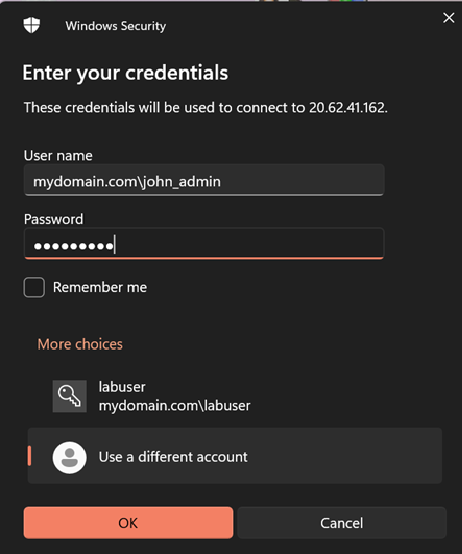 Windows Security
Enter your credentials
These credentials will be used to connect to 20.62.41.162.
User name
mydomain.com\john_admin
Password
●●●●●●●●●
Remember me
More choices
labuser
mydomain.com\labuser
Use a different account
OK
Cancel